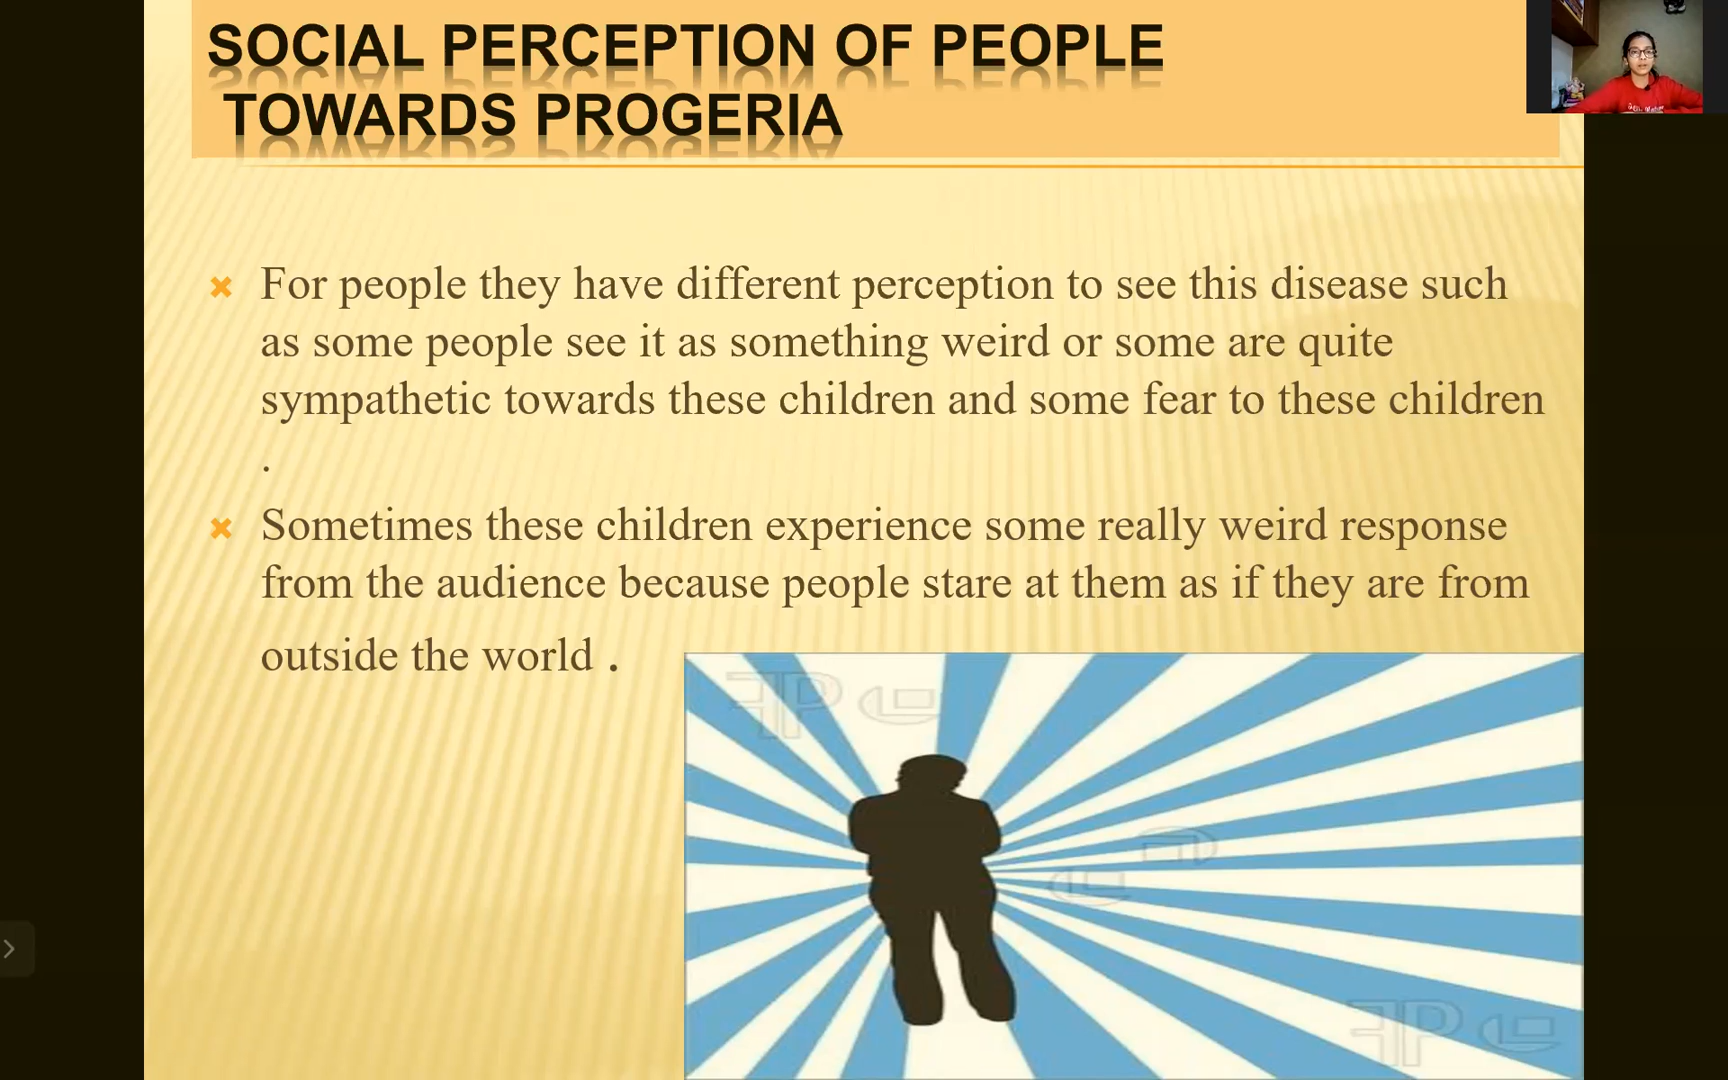 SOCIAL PERCEPTION OF PEOPLE
TOWARDS PROGERIA
For people they have different perception to see this disease such
as some people see it as something weird or some are quite
sympathetic towards these children and some fear to these children
.
Sometimes these children experience some really weird response
from the audience because people stare at them as if they are from
outside the world .